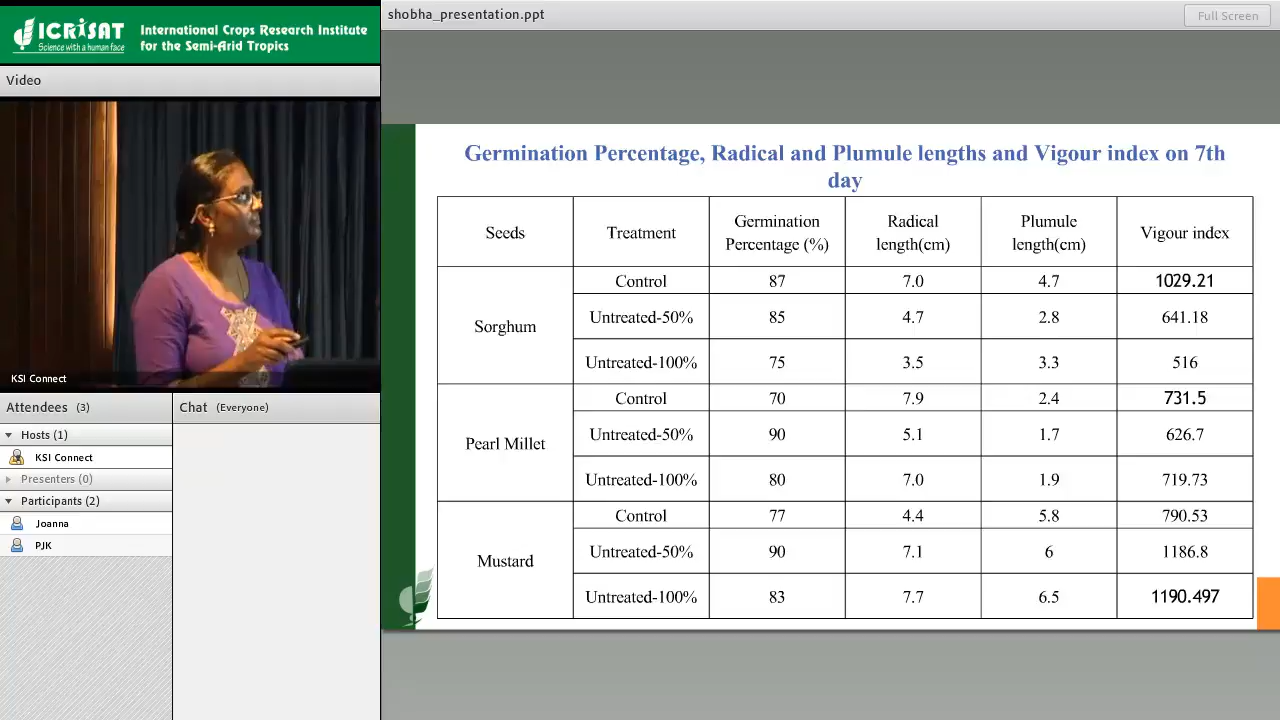 ICRISAT
Science with a human face
International Crops Research Institute
for the Semi-Arid Tropics
Video
KSI Connect
Attendees (3)
Hosts (1)
KSI Connect
Presenters (0)
Participants (2)
Joanna
PJK
Chat (Everyone)
shobha_presentation.ppt
Full Screen
Germination Percentage, Radical and Plumule lengths and Vigour index on 7th
day
Seeds Treatment Germination Percentage (%) Radical length(cm) Plumule length(cm) Vigour index
Sorghum
Control 87 7.0 4.7 1029.21
Untreated-50% 85 4.7 2.8 641.18
Untreated-100% 75 3.5 3.3 516
Pearl Millet
Control 70 7.9 2.4 731.5
Untreated-50% 90 5.1 1.7 626.7
Untreated-100% 80 7.0 1.9 719.73
Mustard
Control 77 4.4 5.8 790.53
Untreated-50% 90 7.1 6 1186.8
Untreated-100% 83 7.7 6.5 1190.497